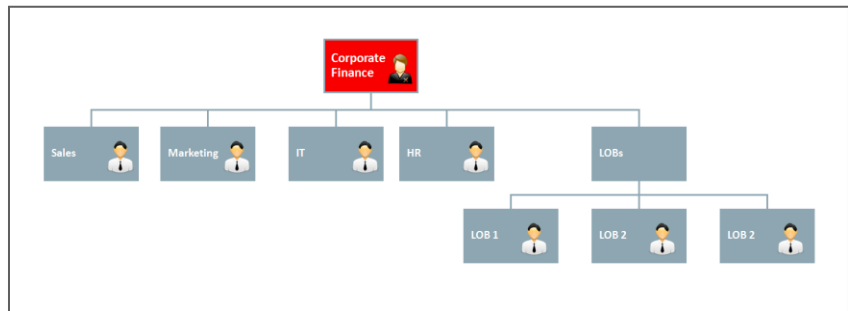 Corporate
Finance
Sales
Marketing
IT
HR
LOBs
LOB 1
LOB 2
LOB 2